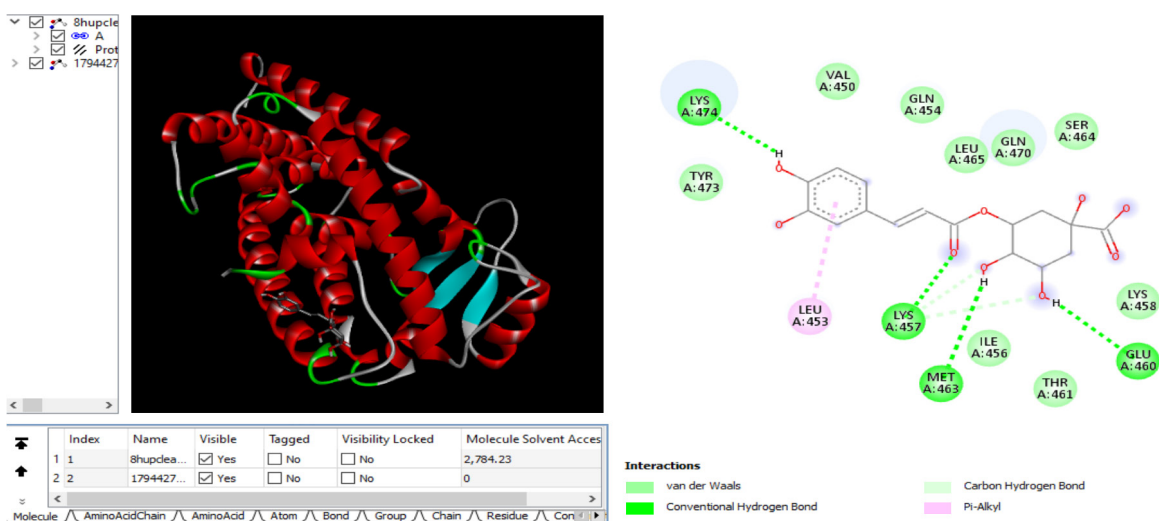 8hupcle
A
Prot
1794427
Index Name Visible Tagged Visibility Locked Molecule Solvent Acces
1 1 8hupclea... Yes No No 2,784.23
2 2 1794427... Yes No No 0
Molecule AminoAcidChain AminoAcid Atom Bond Group Chain Residue Con
VAL
A:450
LYS
A:474
GLN
A:454
SER
A:464
LEU
A:465
GLN
A:470
TYR
A:473
H
O
O
O
O
O
O
O
O
O
H
H
LEU
A:453
LYS
A:457
LYS
A:458
ILE
A:456
GLU
A:460
MET
A:463
THR
A:461
Interactions
van der Waals
Conventional Hydrogen Bond
Carbon Hydrogen Bond
Pi-Alkyl